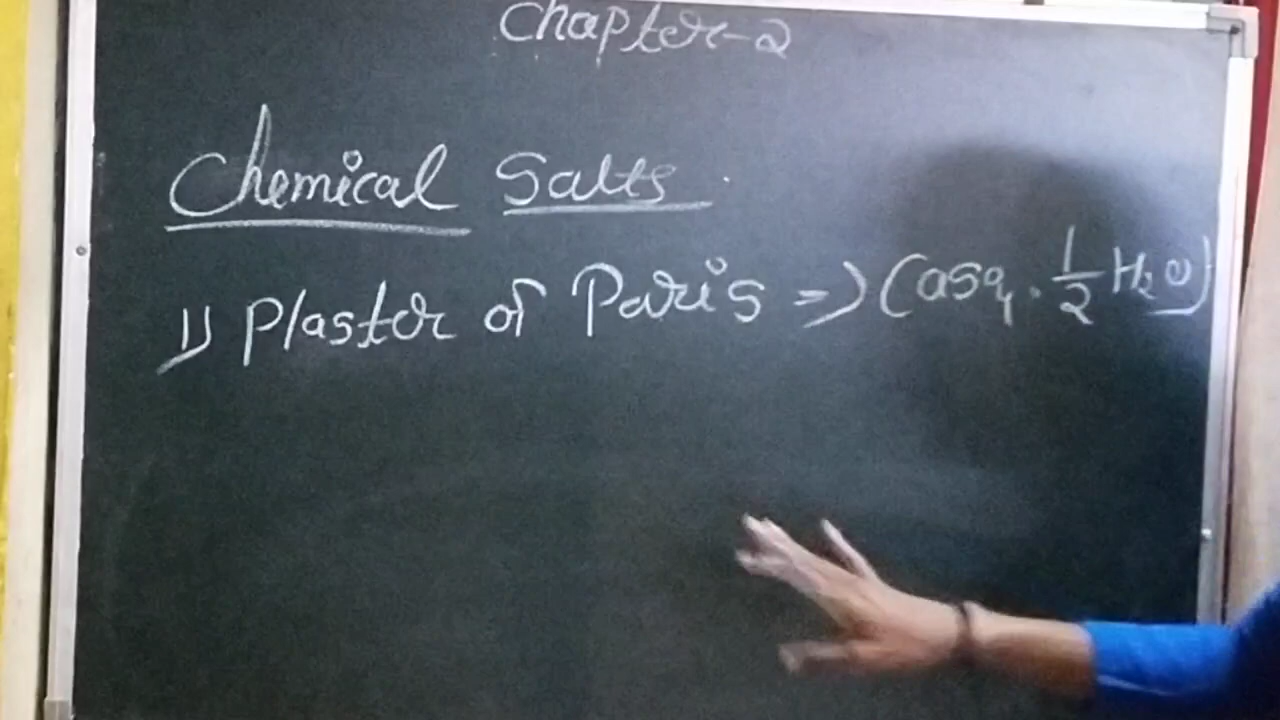 Chapter-2
Chemical Salts.
1) Plaster of Paris => (CaSO4 . 1/2 H2O)